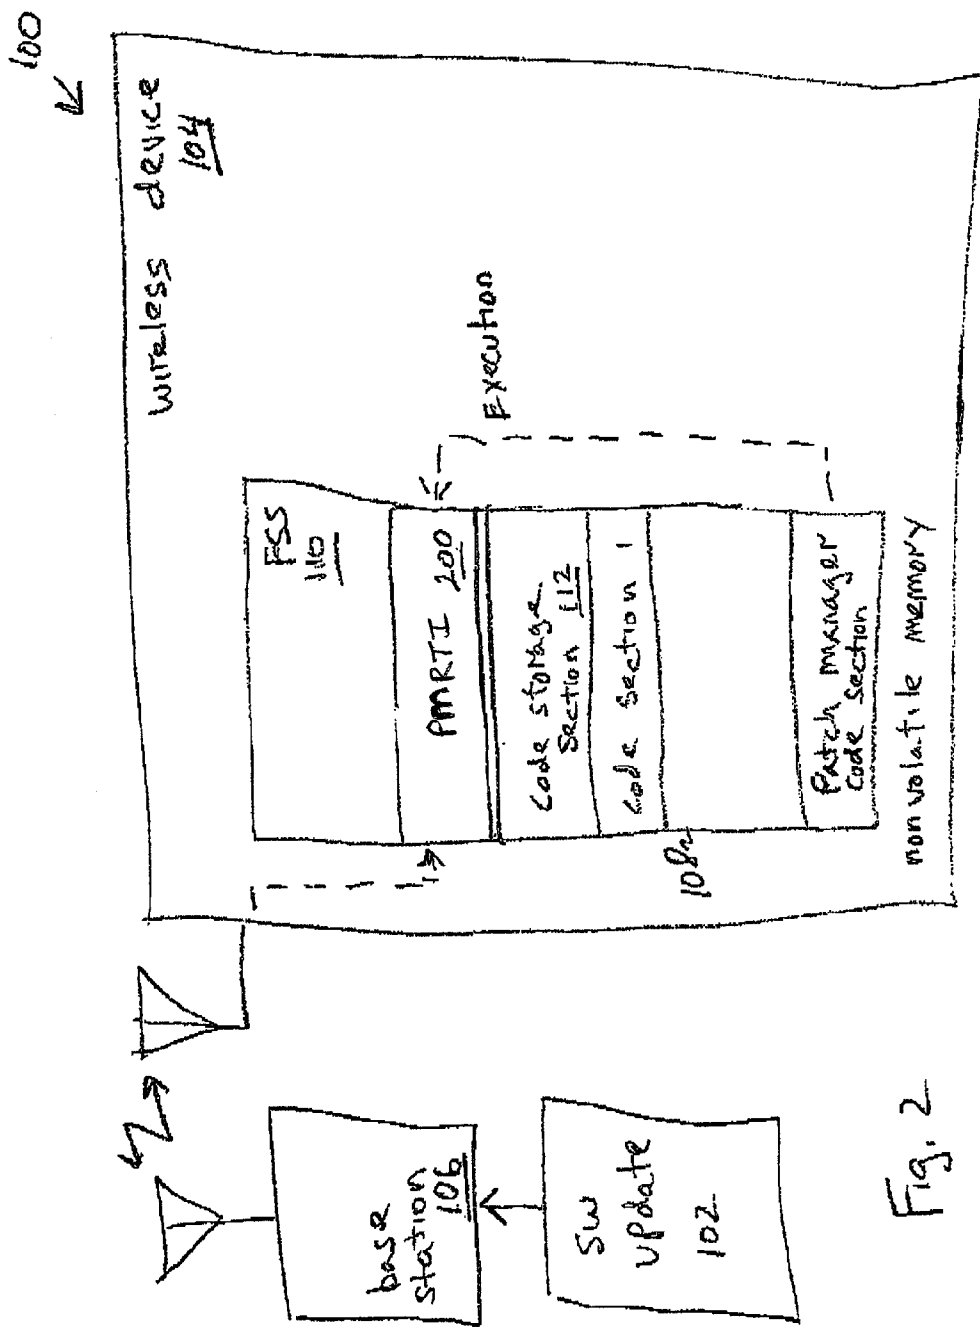 100
wireless device
104
FSS
110
PMRTI 200
Execution
code storage
section 112
code section 1
108
Patch manager
code section
nonvolatile memory
base
station
106
SW
update
102
Fig. 2